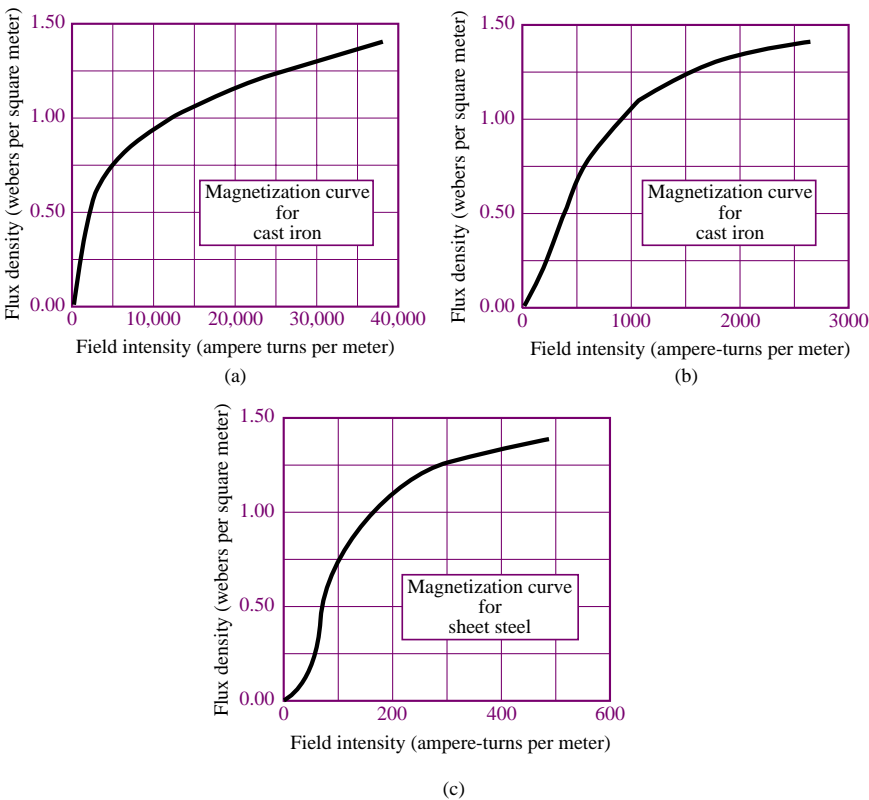 1.50
1.00
0.50
0.00
0
10,000
20,000
30,000
40,000
Flux density (webers per square meter)
Magnetization curve
for
cast iron
Field intensity (ampere turns per meter)
(a)
1.50
1.00
0.50
0.00
0
1000
2000
3000
Flux density (webers per square meter)
Magnetization curve
for
cast iron
Field intensity (ampere-turns per meter)
(b)
1.50
1.00
0.50
0.00
0
200
400
600
Flux density (webers per square meter)
Magnetization curve
for
sheet steel
Field intensity (ampere-turns per meter)
(c)